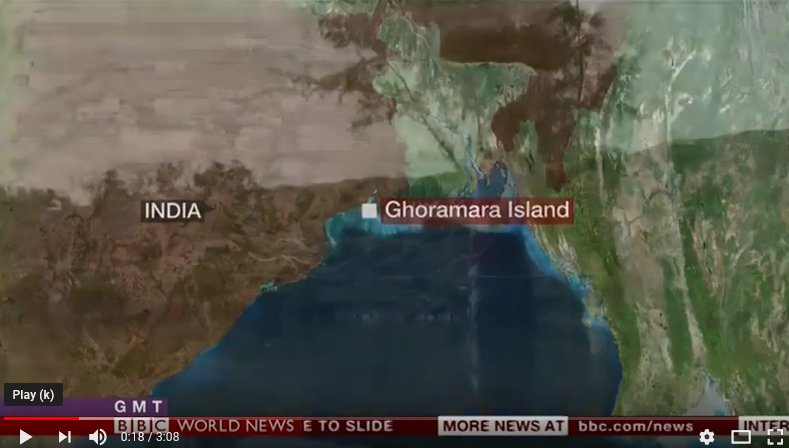 INDIA
Ghoramara Island
Play (k)
GMT
BBC WORLD NEWS E TO SLIDE MORE NEWS AT bbc.com/news INTER
0:18 / 3:08